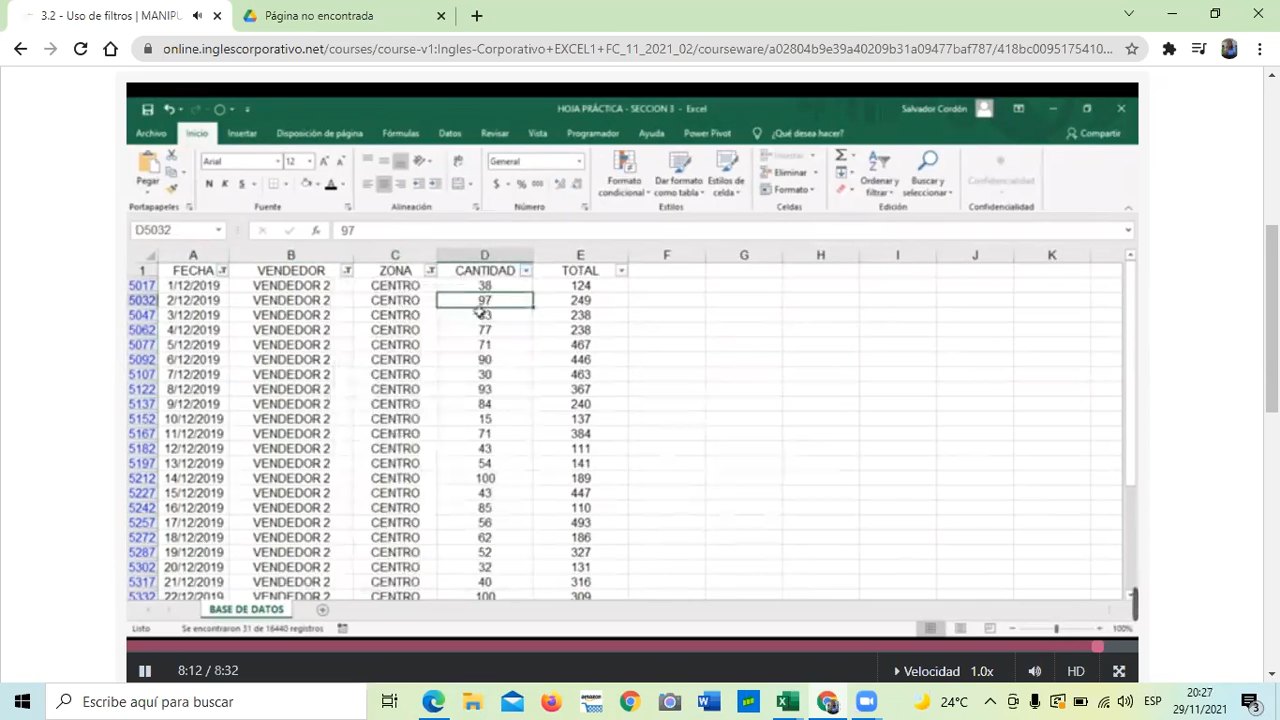 3.2 - Uso de filtros | MANIPU
Página no encontrada
online.inglescorporativo.net/courses/course-v1:Ingles-Corporativo+EXCEL1+FC_11_2021_02/courseware/a02804b9e39a40209b31a09477baf787/418bc0095175410...
HOJA PRÁCTICA - SECCION 3 - Excel
Salvador Cordón
Archivo Inicio Insertar Disposición de página Fórmulas Datos Revisar Vista Programador Ayuda Power Pivot ¿Qué desea hacer? Compartir
Pegar
Arial 12
N K S
General
$ % 000
Formato condicional
Dar formato como tabla
Estilos de celda
Insertar
Eliminar
Formato
Ordenar y filtrar
Buscar y seleccionar
Confidencialidad
Portapapeles Fuente Alineación Número Estilos Celdas Edición Confidencialidad
D5032 fx 97
A B C D E F G H I J K
1 FECHA VENDEDOR ZONA CANTIDAD TOTAL
5017 1/12/2019 VENDEDOR 2 CENTRO 38 124
5032 2/12/2019 VENDEDOR 2 CENTRO 97 249
5047 3/12/2019 VENDEDOR 2 CENTRO 238
5062 4/12/2019 VENDEDOR 2 CENTRO 77 238
5077 5/12/2019 VENDEDOR 2 CENTRO 71 467
5092 6/12/2019 VENDEDOR 2 CENTRO 90 446
5107 7/12/2019 VENDEDOR 2 CENTRO 30 463
5122 8/12/2019 VENDEDOR 2 CENTRO 93 367
5137 9/12/2019 VENDEDOR 2 CENTRO 84 240
5152 10/12/2019 VENDEDOR 2 CENTRO 15 137
5167 11/12/2019 VENDEDOR 2 CENTRO 71 384
5182 12/12/2019 VENDEDOR 2 CENTRO 43 111
5197 13/12/2019 VENDEDOR 2 CENTRO 54 141
5212 14/12/2019 VENDEDOR 2 CENTRO 100 189
5227 15/12/2019 VENDEDOR 2 CENTRO 43 447
5242 16/12/2019 VENDEDOR 2 CENTRO 85 110
5257 17/12/2019 VENDEDOR 2 CENTRO 56 493
5272 18/12/2019 VENDEDOR 2 CENTRO 62 186
5287 19/12/2019 VENDEDOR 2 CENTRO 52 327
5302 20/12/2019 VENDEDOR 2 CENTRO 32 131
5317 21/12/2019 VENDEDOR 2 CENTRO 40 316
5332 22/12/2019 VENDEDOR 2 CENTRO 100 309
BASE DE DATOS
Listo Se encontraron 31 de 16440 registros 100%
8:12 / 8:32 Velocidad 1.0x HD
Escribe aquí para buscar
amazon
24°C
ESP
20:27
29/11/2021
3